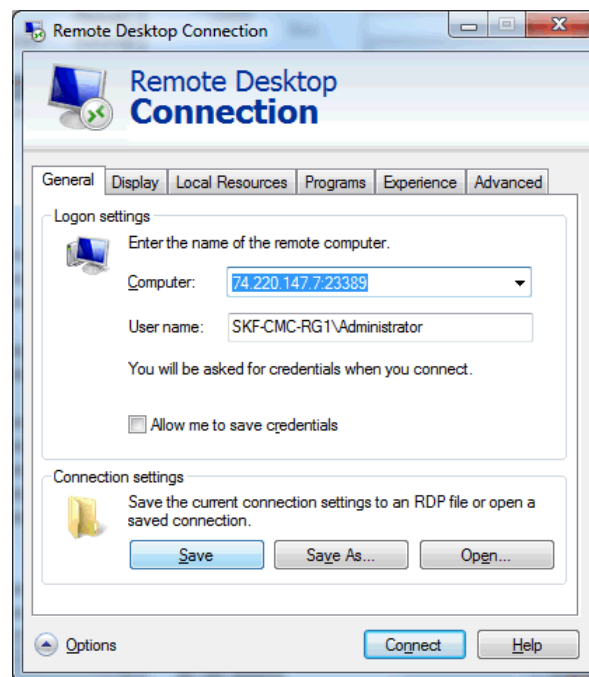 Remote Desktop Connection
Remote Desktop
Connection
General Display Local Resources Programs Experience Advanced
Logon settings
Enter the name of the remote computer.
Computer: 74.220.147.7:23389
User name: SKF-CMC-RG1\Administrator
You will be asked for credentials when you connect.
Allow me to save credentials
Connection settings
Save the current connection settings to an RDP file or open a
saved connection.
Save Save As... Open...
Options Connect Help